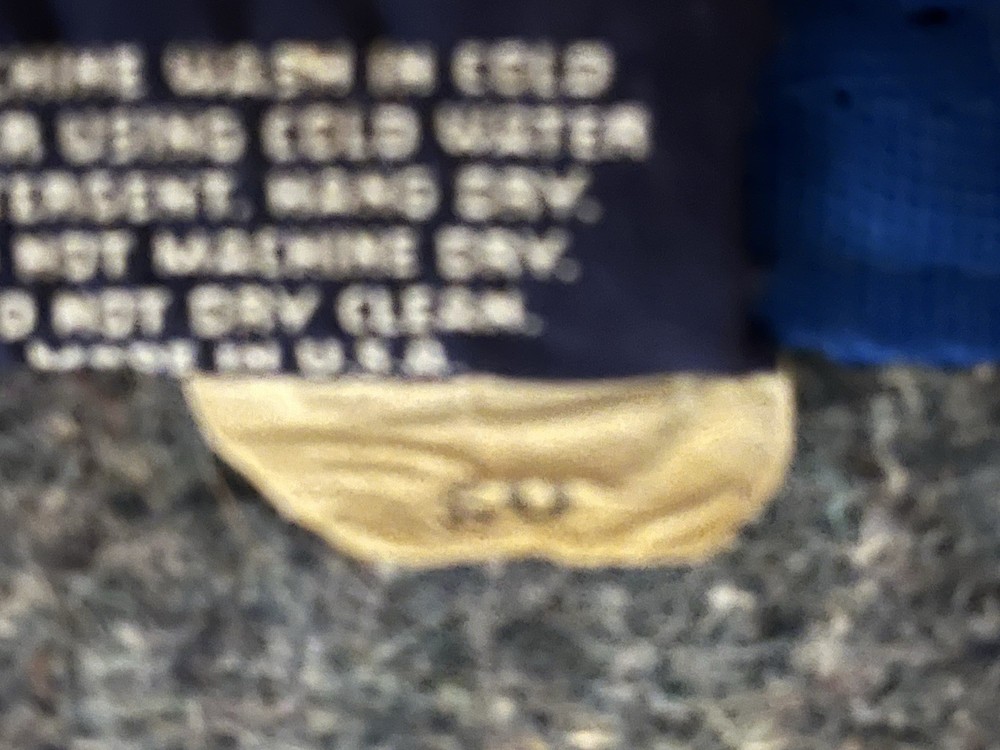 CHINE WASH IN COLD
R USING COLD WATER
TERGENT. HANG DRY.
NOT MACHINE DRY.
O NOT DRY CLEAN.
MADE IN U.S.A.